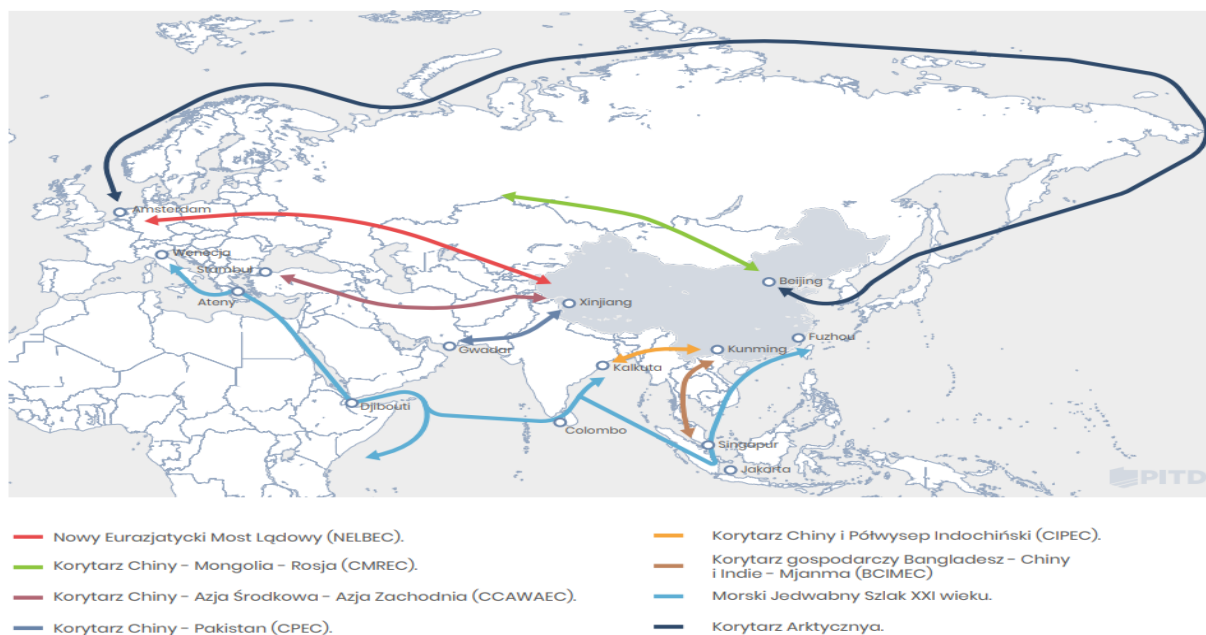 Amsterdam
Wenecja
Stambuł
Ateny
Beijing
Xinjiang
Fuzhou
Gwadar
Kunming
Kalkuta
Djibouti
Colombo
Singapur
Jakarta
PITD
Nowy Eurazjatycki Most Lądowy (NELBEC).
Korytarz Chiny - Mongolia - Rosja (CMREC).
Korytarz Chiny - Azja Środkowa - Azja Zachodnia (CCAWAEC).
Korytarz Chiny - Pakistan (CPEC).
Korytarz Chiny i Półwysep Indochiński (CIPEC).
Korytarz gospodarczy Bangladesz - Chiny
i Indie - Mjanma (BCIMEC)
Morski Jedwabny Szlak XXI wieku.
Korytarz Arktycznya.